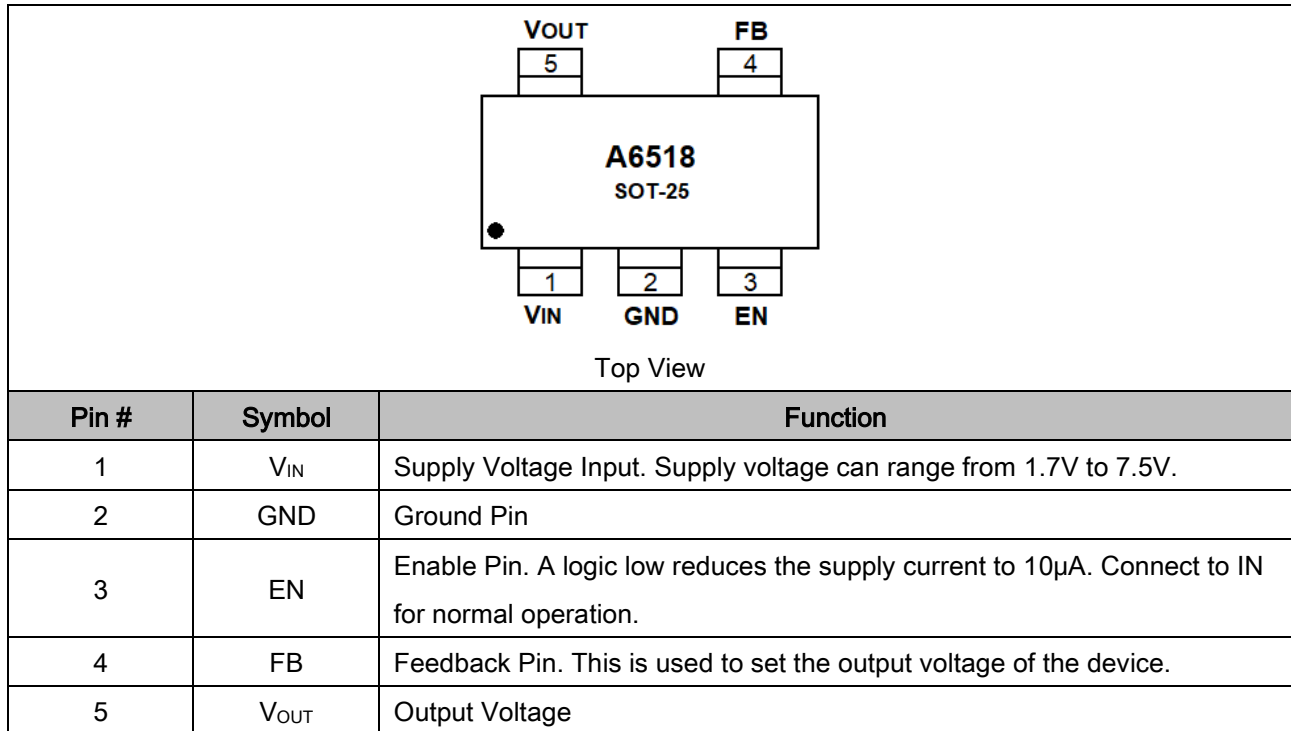 VOUT FB
5 4
A6518
SOT-25
1 2 3
VIN GND EN
Top View
Pin # Symbol Function
1 VIN Supply Voltage Input. Supply voltage can range from 1.7V to 7.5V.
2 GND Ground Pin
3 EN Enable Pin. A logic low reduces the supply current to 10µA. Connect to IN
for normal operation.
4 FB Feedback Pin. This is used to set the output voltage of the device.
5 VOUT Output Voltage